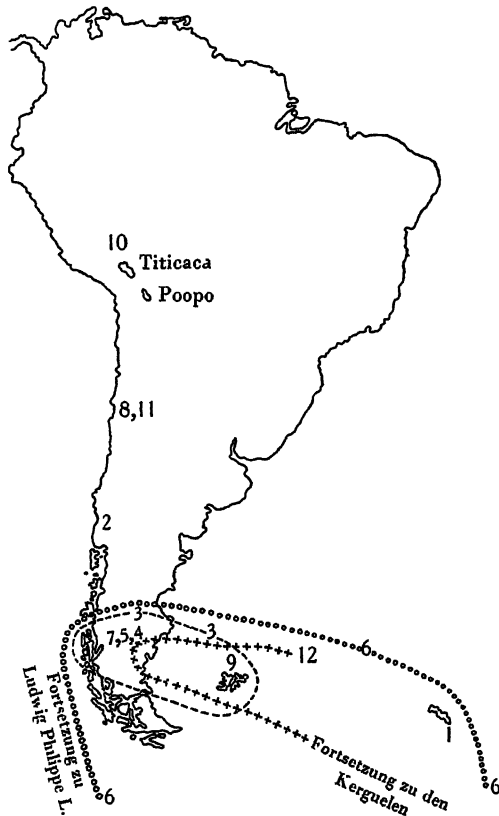 10
Titicaca
Poopo
8,11
2
3
7,5,4
3
6
12
9
1
Fortsetzung zu
Ludwig Philippe L.
6
Fortsetzung zu den
Kerguelen
6